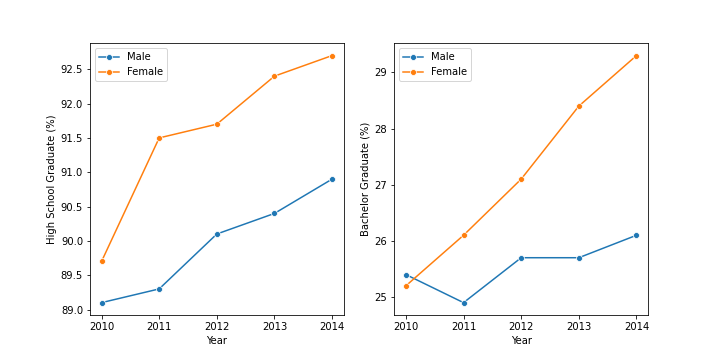 High School Graduate (%)
92.5
92.0
91.5
91.0
90.5
90.0
89.5
89.0
Male
Female
2010 2011 2012 2013 2014
Year
Bachelor Graduate (%)
29
28
27
26
25
Male
Female
2010 2011 2012 2013 2014
Year